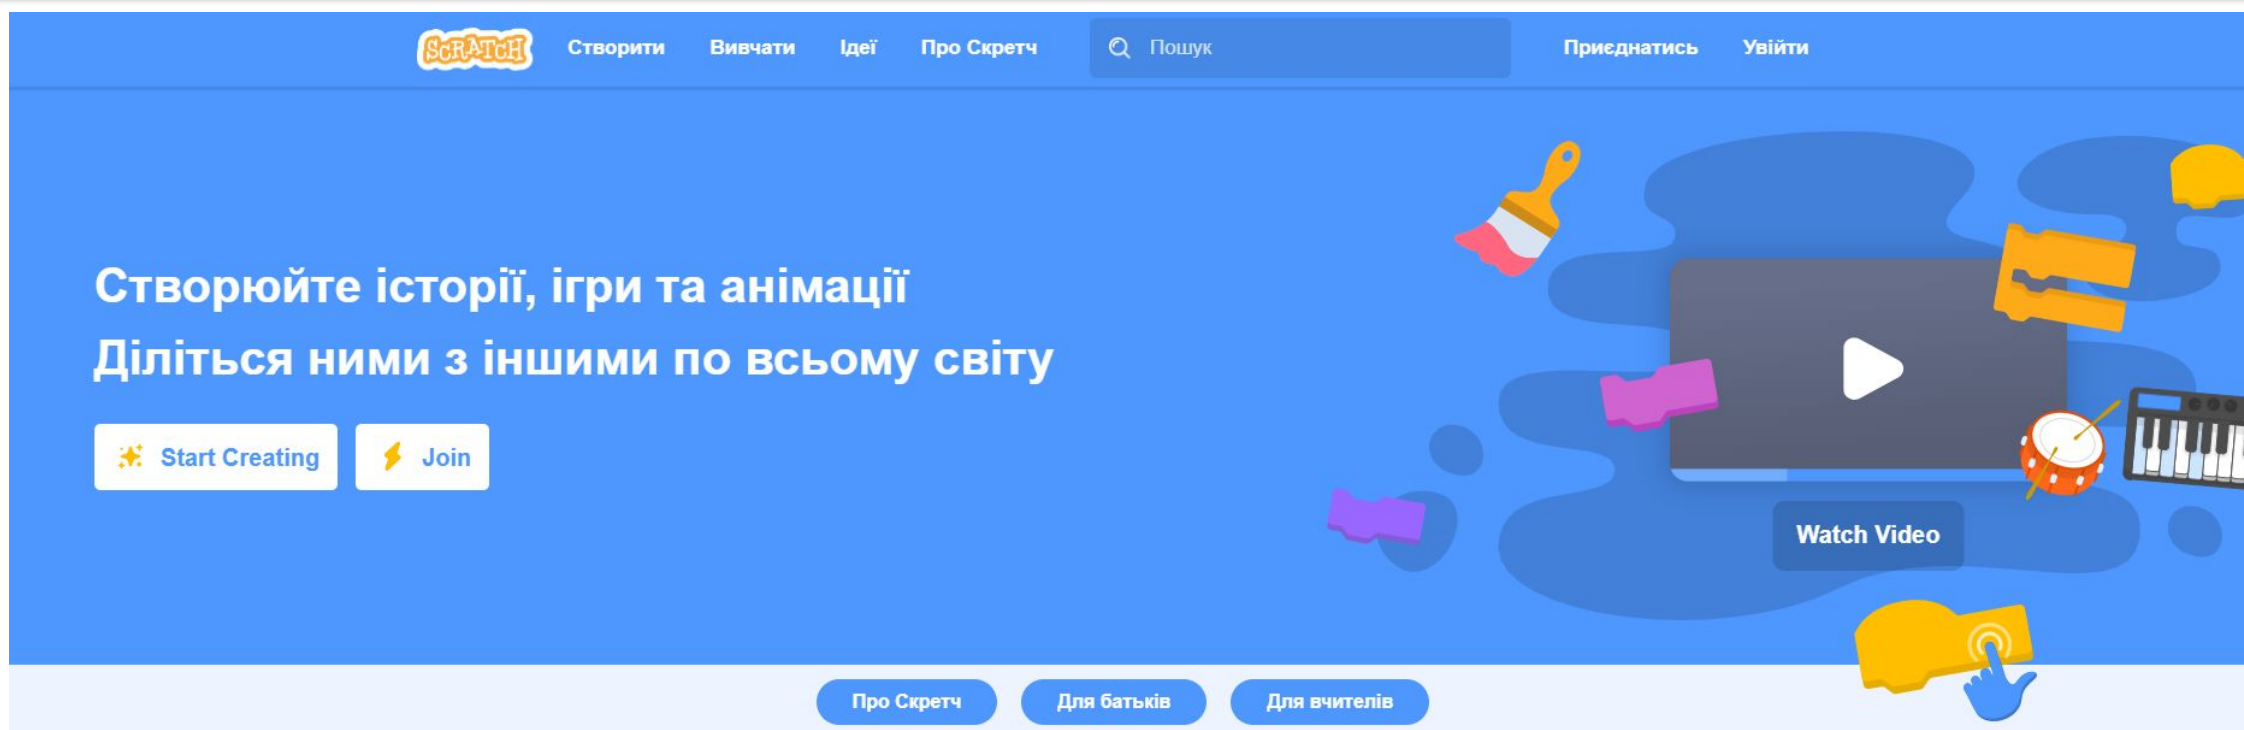 SCRATCH Створити Вивчати Ідеї Про Скретч Пошук Приєднатись Увійти
Створюйте історії, ігри та анімації
Діліться ними з іншими по всьому світу
Start Creating Join
Watch Video
Про Скретч Для батьків Для вчителів